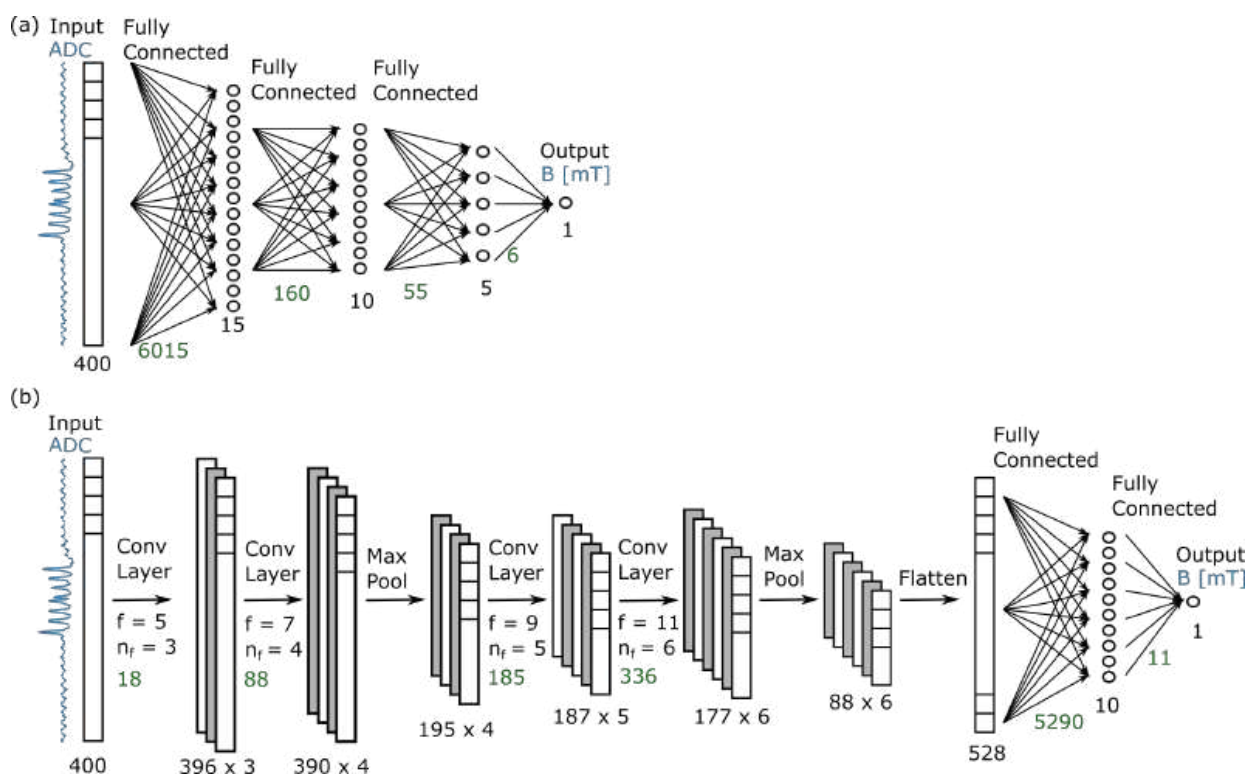 (a)
Input
ADC
400
Fully
Connected
6015
15
Fully
Connected
160
10
Fully
Connected
55
5
6
Output
B [mT]
1
(b)
Input
ADC
400
Conv
Layer
f = 5
n_f = 3
18
396 x 3
Conv
Layer
f = 7
n_f = 4
88
390 x 4
Max
Pool
195 x 4
Conv
Layer
f = 9
n_f = 5
185
187 x 5
Conv
Layer
f = 11
n_f = 6
336
177 x 6
Max
Pool
88 x 6
Flatten
528
Fully
Connected
5290
10
Fully
Connected
11
Output
B [mT]
1